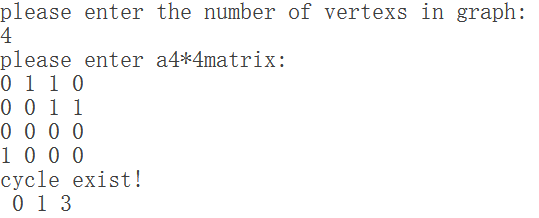 please enter the number of vertexs in graph:
4
please enter a4*4matrix:
0 1 1 0
0 0 1 1
0 0 0 0
1 0 0 0
cycle exist!
0 1 3